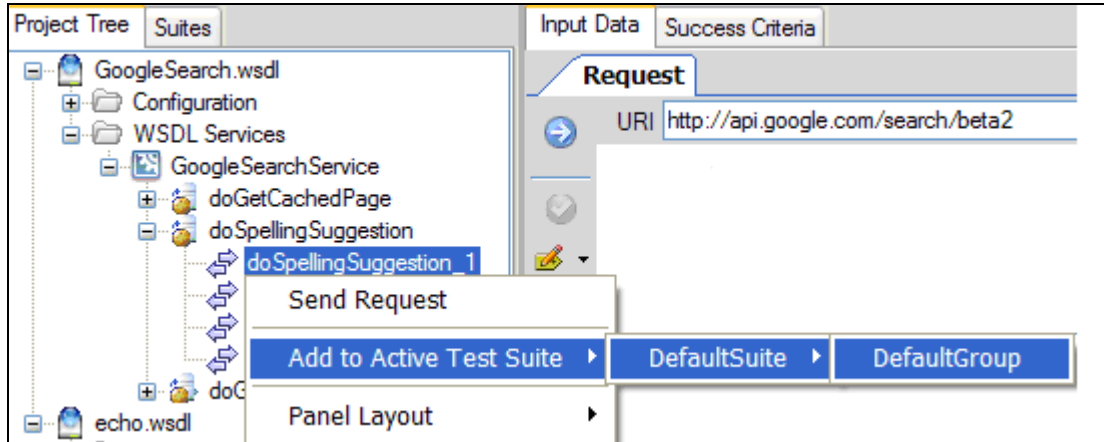 Project Tree Suites
GoogleSearch.wsdl
Configuration
WSDL Services
GoogleSearchService
doGetCachedPage
doSpellingSuggestion
doSpellingSuggestion_1
doG
echo.wsdl
Input Data Success Criteria
Request
URI http://api.google.com/search/beta2
Send Request
Add to Active Test Suite DefaultSuite DefaultGroup
Panel Layout